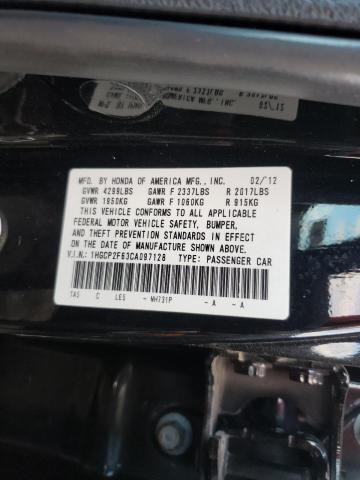 MFD. BY HONDA OF AMERICA MFG., INC. 02/12
GVWR 4299LBS GAWR F 2337LBS R 2017LBS
GVWR 1950KG GAWR F 1060KG R 915KG
THIS VEHICLE CONFORMS TO ALL APPLICABLE
FEDERAL MOTOR VEHICLE SAFETY, BUMPER,
AND THEFT PREVENTION STANDARDS IN EFFECT
ON THE DATE OF MANUFACTURE SHOWN ABOVE.
V.I.N.: 1HGCP2F63CA097128 TYPE: PASSENGER CAR
TA5 C LES - NH731P - A - A